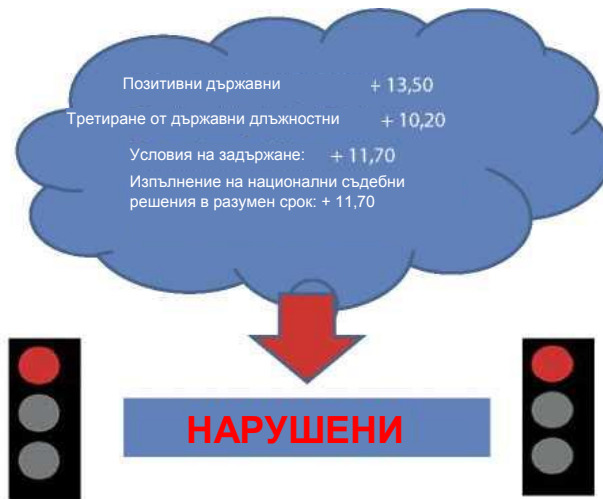 Позитивни държавни + 13,50
Третиране от държавни длъжностни + 10,20
Условия на задържане: + 11,70
Изпълнение на национални съдебни
решения в разумен срок: + 11,70
НАРУШЕНИ